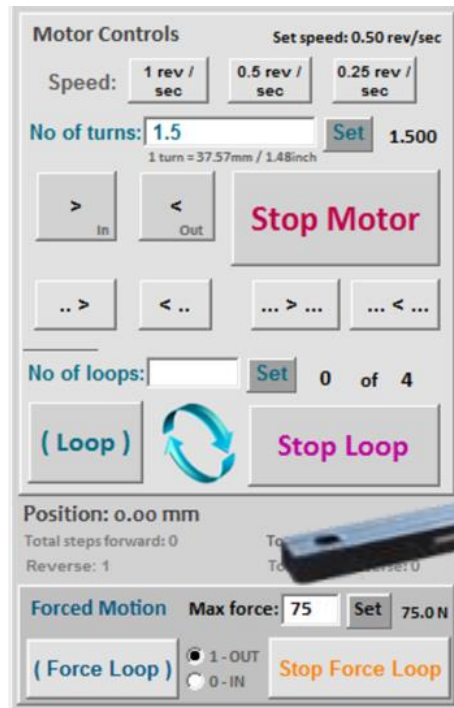 Motor Controls Set speed: 0.50 rev/sec
Speed: 1 rev / sec 0.5 rev / sec 0.25 rev / sec
No of turns: 1.5 Set 1.500
1 turn = 37.57mm / 1.48inch
> In < Out Stop Motor
.. > < .. ... > ... ... < ...
No of loops: Set 0 of 4
( Loop ) Stop Loop
Position: 0.00 mm
Total steps forward: 0
Reverse: 1
Forced Motion Max force: 75 Set 75.0 N
( Force Loop ) 1 - OUT Stop Force Loop
0 - IN